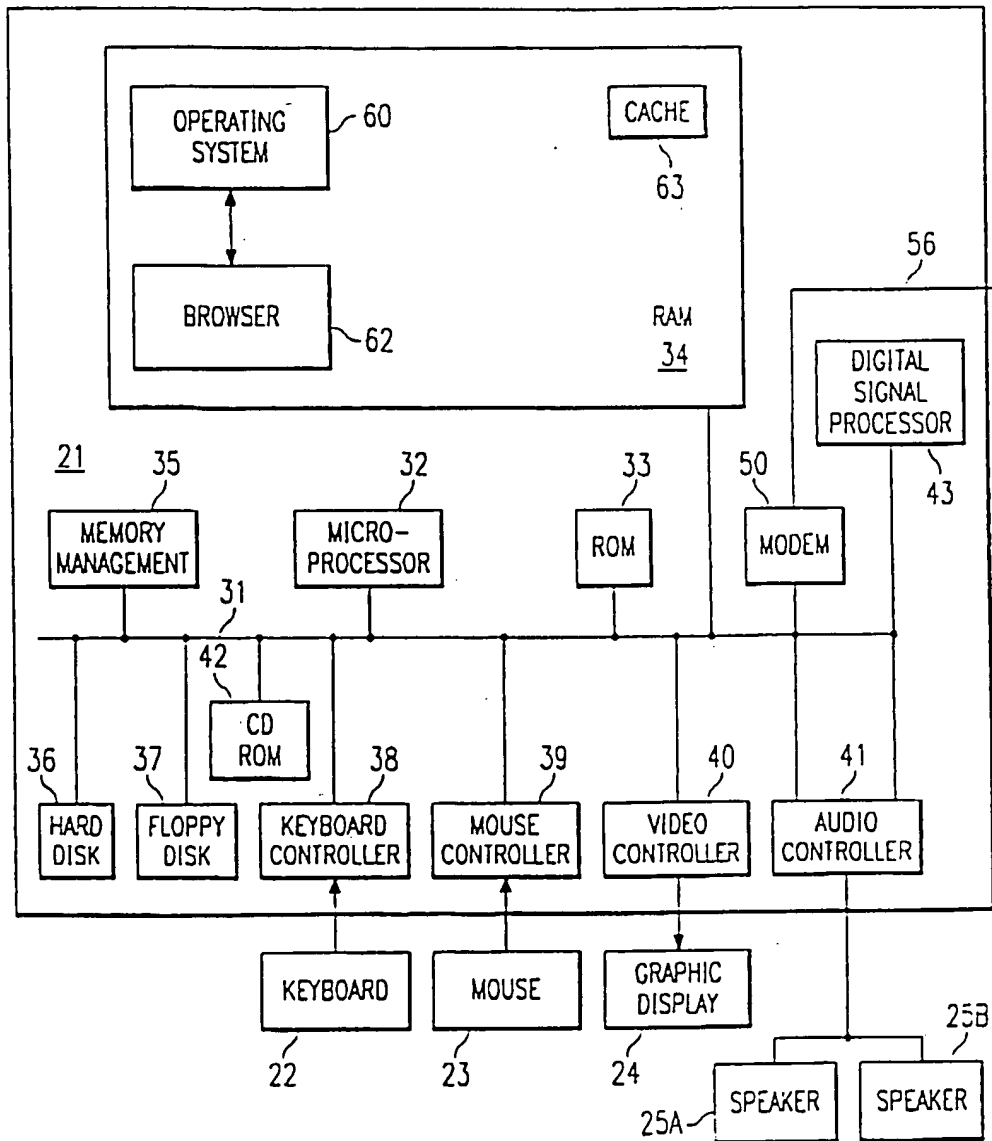 OPERATING
SYSTEM
60
CACHE
63
BROWSER
62
RAM
34
56
DIGITAL
SIGNAL
PROCESSOR
43
21
35
MEMORY
MANAGEMENT
32
MICRO-
PROCESSOR
33
ROM
50
MODEM
31
42
CD
ROM
36
HARD
DISK
37
FLOPPY
DISK
38
KEYBOARD
CONTROLLER
39
MOUSE
CONTROLLER
40
VIDEO
CONTROLLER
41
AUDIO
CONTROLLER
KEYBOARD
22
MOUSE
23
GRAPHIC
DISPLAY
24
25A
SPEAKER
25B
SPEAKER